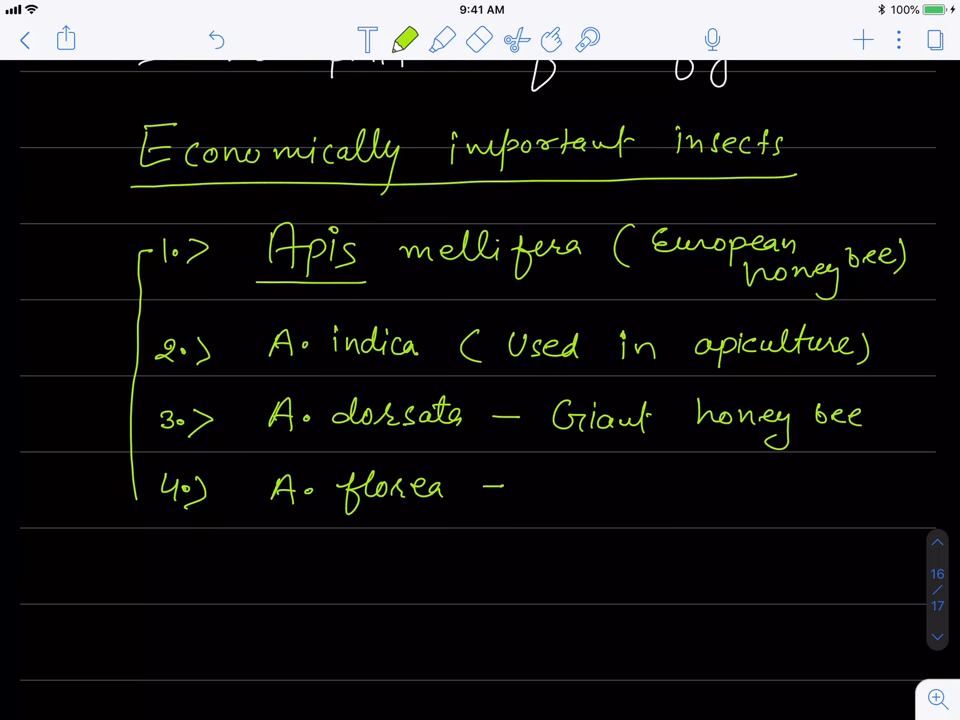 9:41 AM
100%
Economically important insects
1.> Apis mellifera (European honey bee)
2.> A. indica (Used in apiculture)
3.> A. dorsata - Giant honey bee
4.> A. florea -
16
/
17